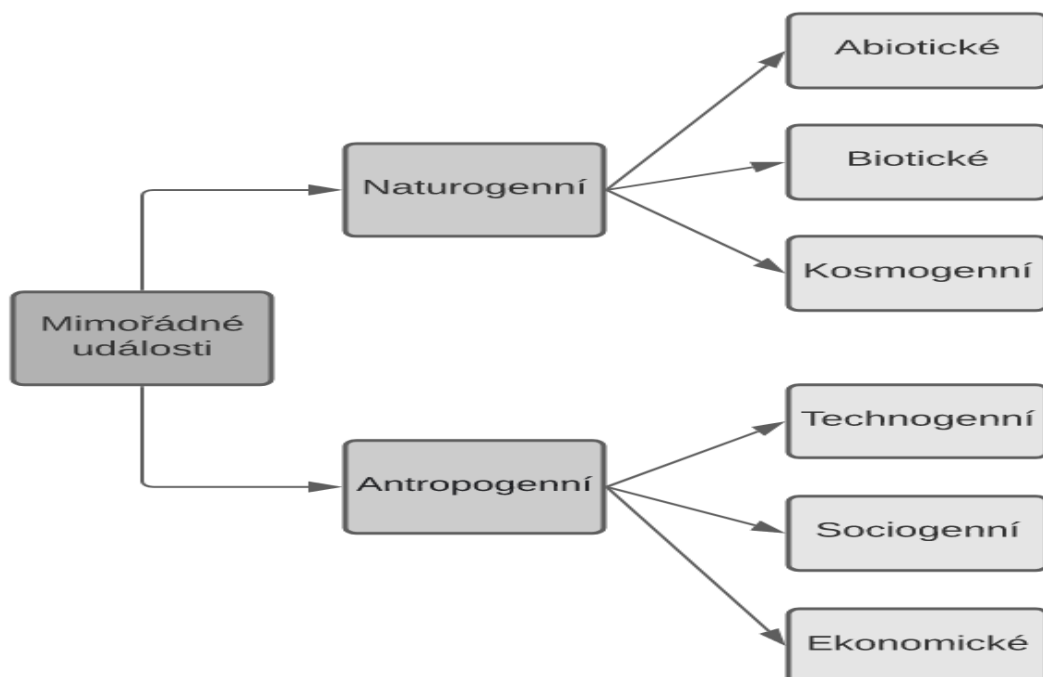 Abiotické
Biotické
Naturogenní
Kosmogenní
Mimořádné
události
Technogenní
Antropogenní
Sociogenní
Ekonomické